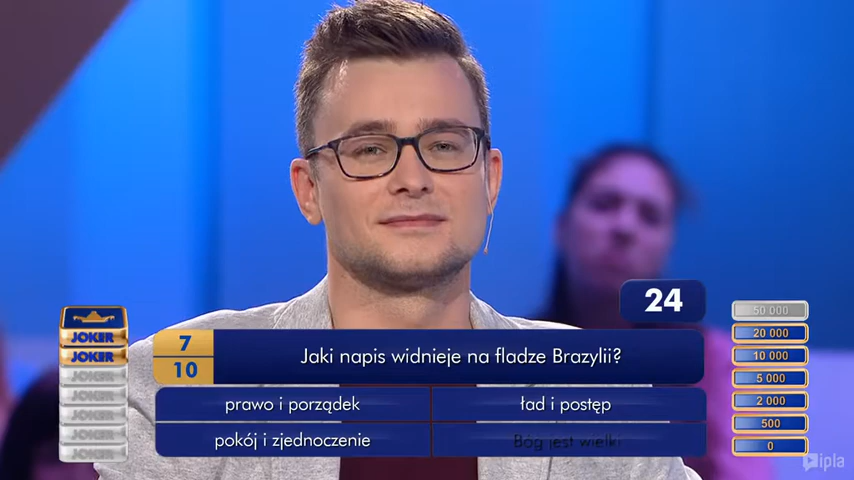 24
7
10
Jaki napis widnieje na fladze Brazylii?
prawo i porządek
ład i postęp
pokój i zjednoczenie
Bóg jest wielki
JOKER
JOKER
JOKER
JOKER
JOKER
JOKER
JOKER
50 000
20 000
10 000
5 000
2 000
500
0
ipla